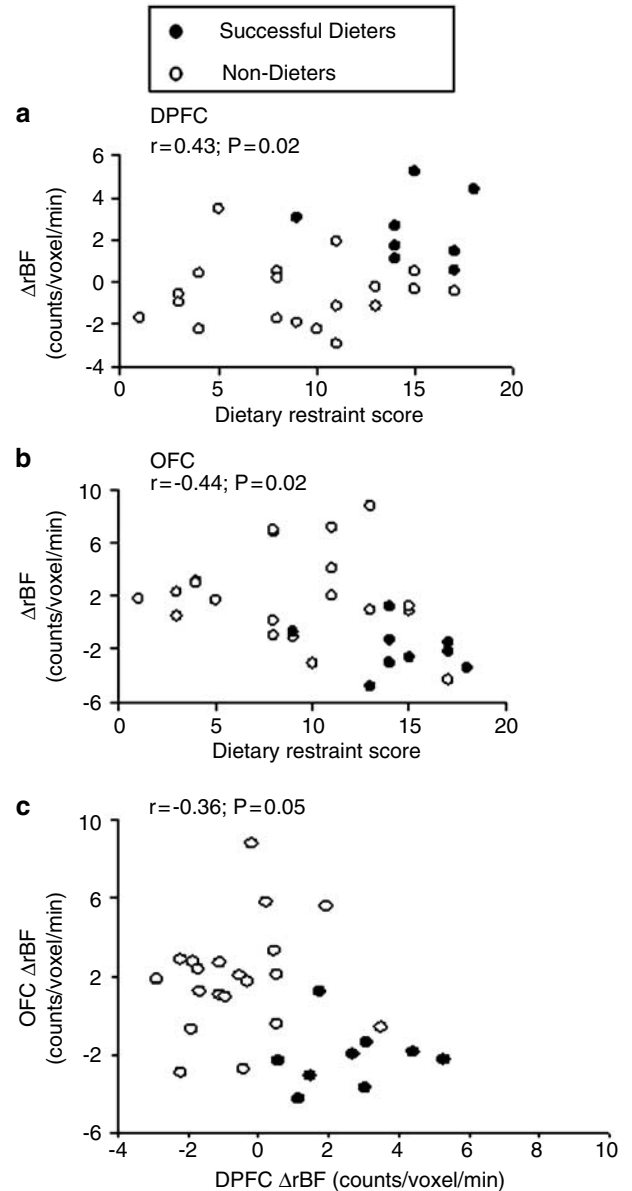 Successful Dieters
Non-Dieters
a
DPFC
r=0.43; P=0.02
6
4
2
0
-2
-4
ΔrBF
(counts/voxel/min)
0 5 10 15 20
Dietary restraint score
b
OFC
r=-0.44; P=0.02
10
6
2
-2
-6
ΔrBF
(counts/voxel/min)
0 5 10 15 20
Dietary restraint score
c
r=-0.36; P=0.05
10
6
2
-2
-6
OFC ΔrBF
(counts/voxel/min)
-4 -2 0 2 4 6 8 10
DPFC ΔrBF (counts/voxel/min)